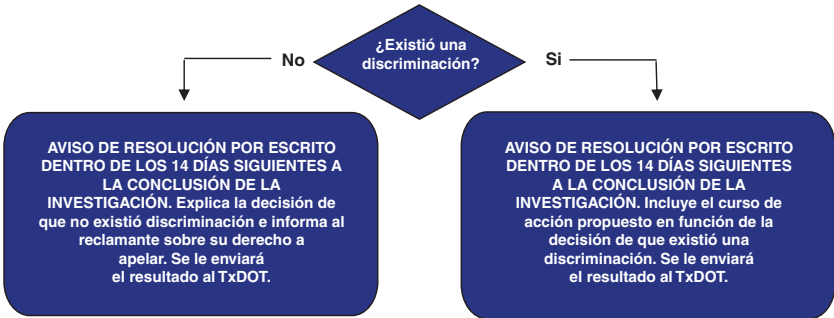 ¿Existió una
discriminación?
No
Si
AVISO DE RESOLUCIÓN POR ESCRITO
DENTRO DE LOS 14 DÍAS SIGUIENTES A
LA CONCLUSIÓN DE LA
INVESTIGACIÓN. Explica la decisión de
que no existió discriminación e informa al
reclamante sobre su derecho a
apelar. Se le enviará
el resultado al TxDOT.
AVISO DE RESOLUCIÓN POR ESCRITO
DENTRO DE LOS 14 DÍAS SIGUIENTES
A LA CONCLUSIÓN DE LA
INVESTIGACIÓN. Incluye el curso de
acción propuesto en función de la
decisión de que existió una
discriminación. Se le enviará
el resultado al TxDOT.